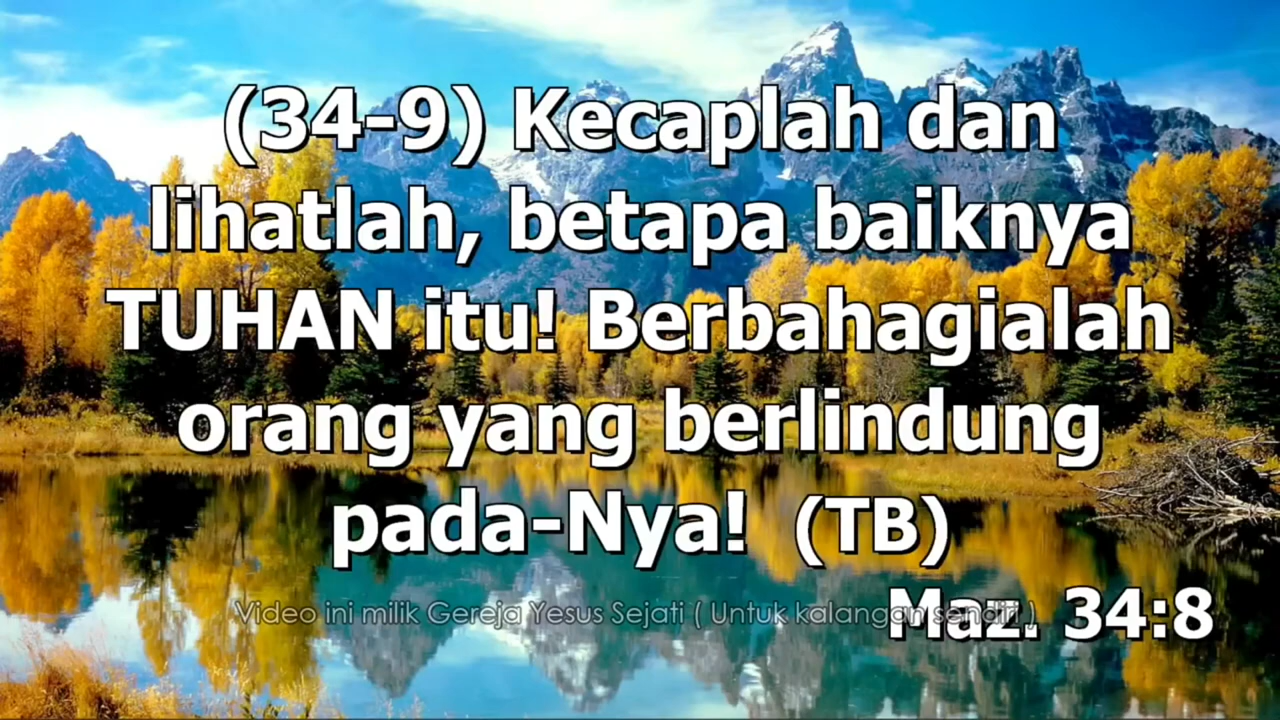 (34-9) Kecaplah dan
lihatlah, betapa baiknya
TUHAN itu! Berbahagialah
orang yang berlindung
pada-Nya! (TB)
Maz. 34:8
Video ini milik Gereja Yesus Sejati ( Untuk kalangan sendiri )